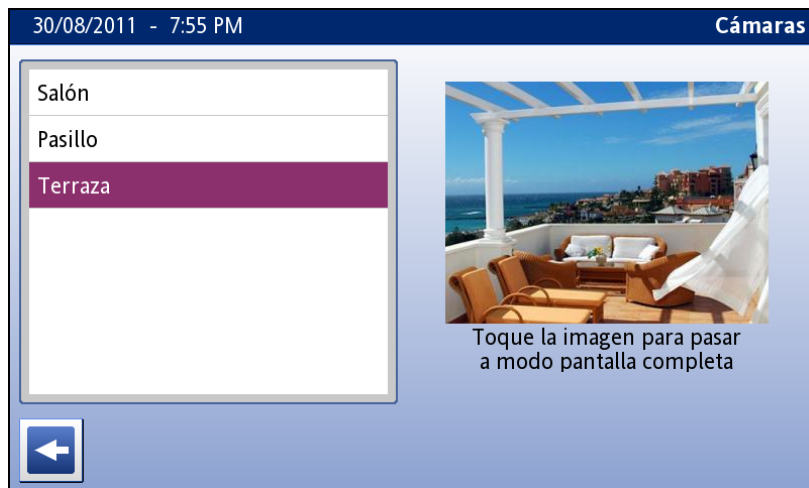 30/08/2011 - 7:55 PM
Cámaras
Salón
Pasillo
Terraza
Toque la imagen para pasar
a modo pantalla completa